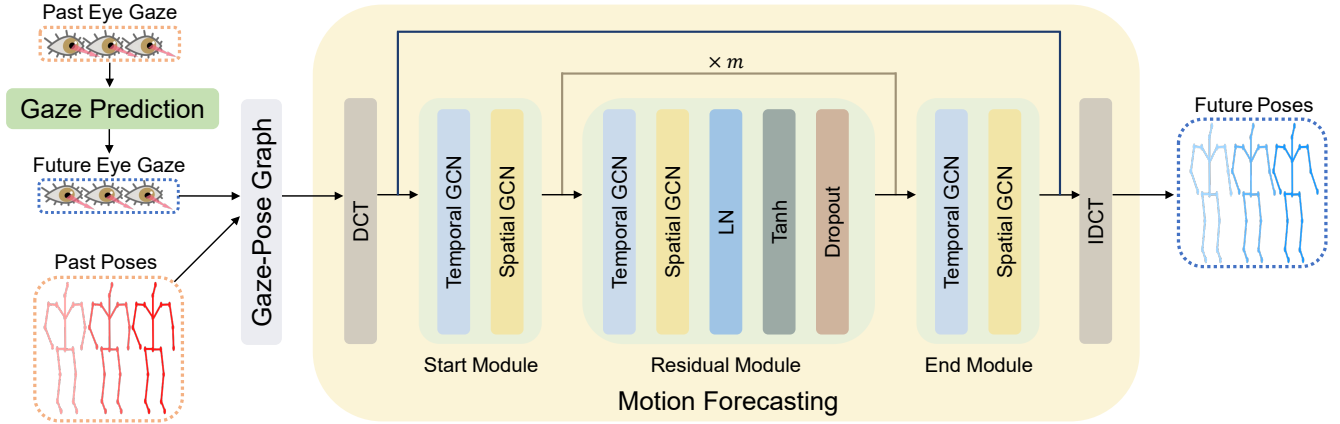 Past Eye Gaze
Gaze Prediction
Future Eye Gaze
Past Poses
Gaze-Pose Graph
DCT
Temporal GCN
Spatial GCN
Start Module
× m
Temporal GCN
Spatial GCN
LN
Tanh
Dropout
Residual Module
Temporal GCN
Spatial GCN
End Module
IDCT
Motion Forecasting
Future Poses